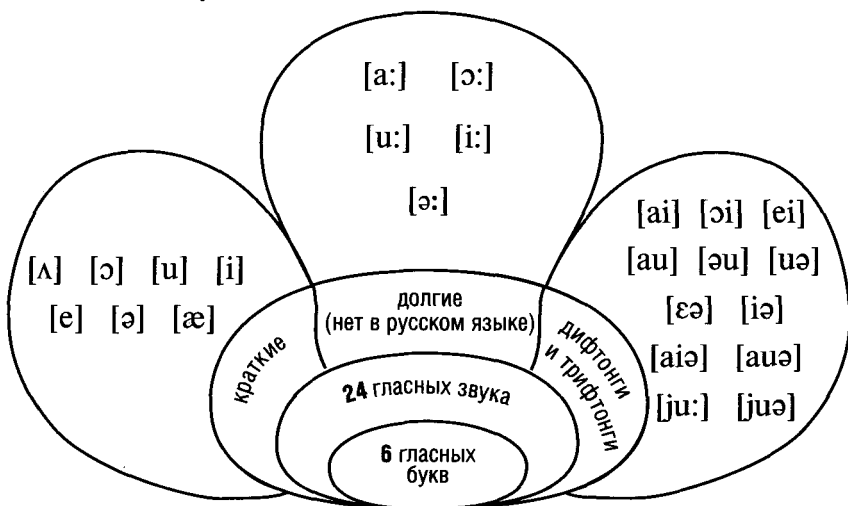 [a:] [ɔ:]
[u:] [i:]
[ə:]
[ʌ] [ɔ] [u] [i]
[e] [ə] [æ]
[ai] [ɔi] [ei]
[au] [əu] [uə]
[ɛə] [iə]
[aiə] [auə]
[ju:] [juə]
краткие
долгие
(нет в русском языке)
дифтонги
и трифтонги
24 гласных звука
6 гласных
букв